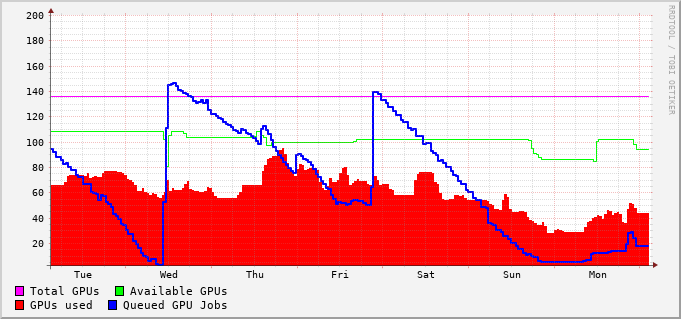 200
180
160
140
120
100
80
60
40
20
Tue Wed Thu Fri Sat Sun Mon
RRDTOOL / TOBI OETIKER
Total GPUs Available GPUs
GPUs used Queued GPU Jobs